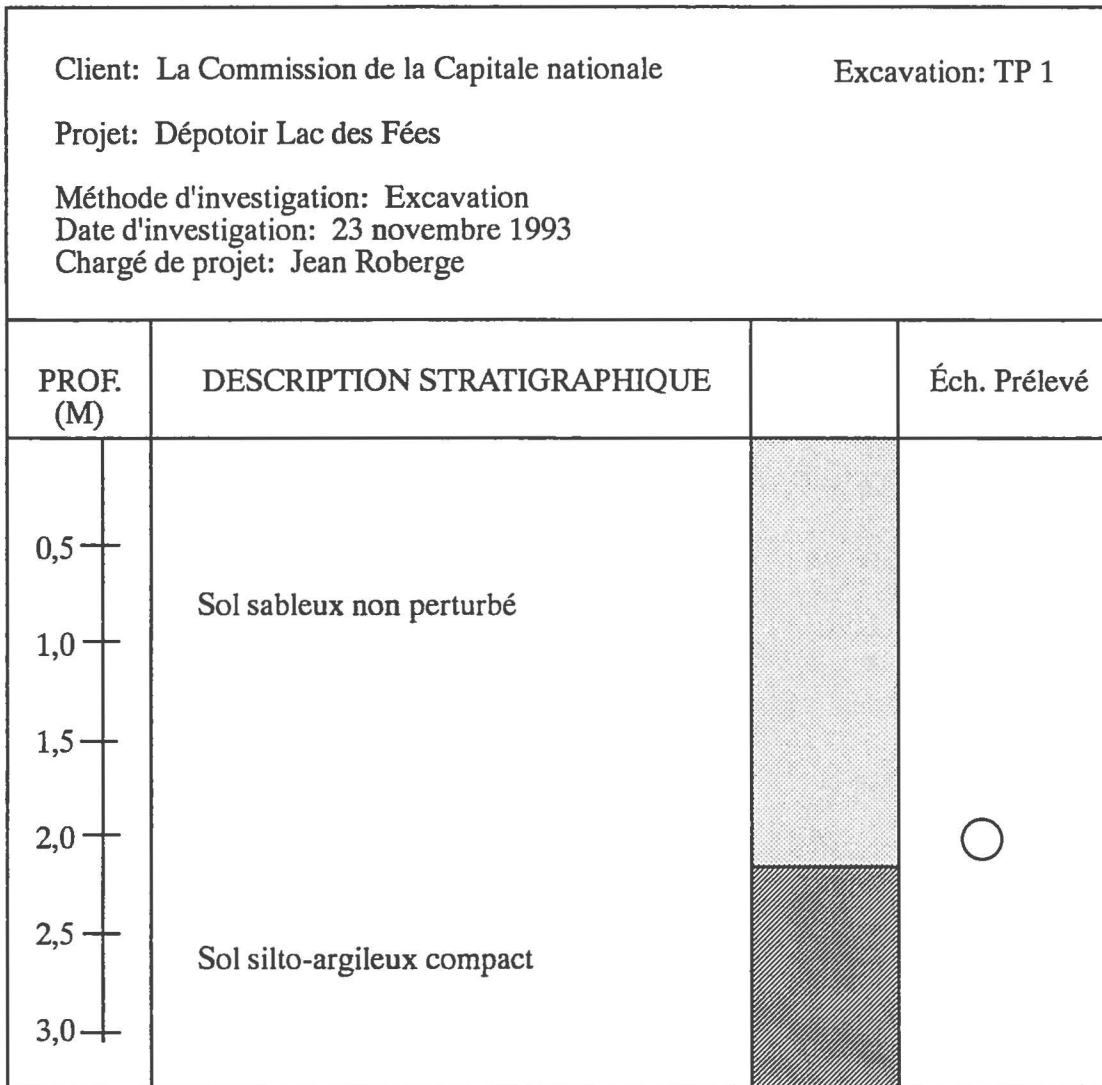 Client: La Commission de la Capitale nationale Excavation: TP 1
Projet: Dépotoir Lac des Fées
Méthode d'investigation: Excavation
Date d'investigation: 23 novembre 1993
Chargé de projet: Jean Roberge
PROF. DESCRIPTION STRATIGRAPHIQUE Éch. Prélevé
(M)
0,5
Sol sableux non perturbé
1,0
1,5
2,0
2,5
Sol silto-argileux compact
3,0